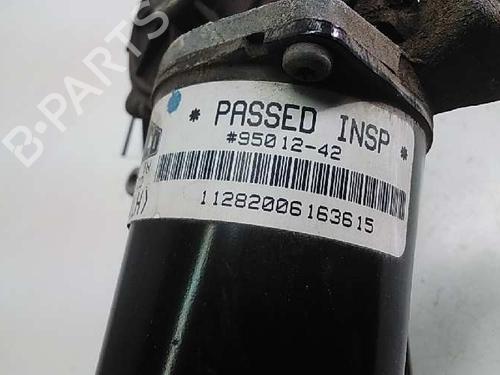 B-PARTS
* PASSED INSP *
*95012-42
11282006163615